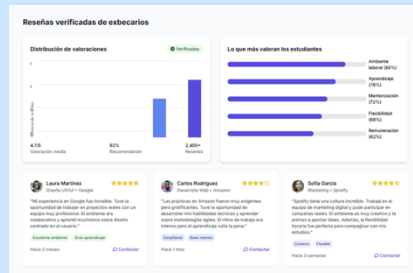 Reseñas verificadas de exbecarios
Distribución de valoraciones
Verificadas
4.7/5
Valoración media
92%
Recomendarían
2,450+
Reseñas
Lo que más valoran los estudiantes
Ambiente
laboral (85%)
Aprendizaje
(78%)
Mentorización
(72%)
Flexibilidad
(68%)
Remuneración
(62%)
Laura Martínez
Diseño UX/UI • Google
"Mi experiencia en Google fue increíble. Tuve la
oportunidad de trabajar en proyectos reales con un
equipo muy profesional. El ambiente era
colaborativo y aprendí muchísimo sobre diseño
centrado en el usuario."
Excelente ambiente
Gran aprendizaje
Hace 2 meses
Contactar
Carlos Rodríguez
Desarrollo Web • Amazon
"Las prácticas en Amazon fueron muy exigentes
pero gratificantes. Tuve la oportunidad de
desarrollar mis habilidades técnicas y aprender
sobre metodologías ágiles. El ritmo de trabajo era
intenso pero el aprendizaje valió la pena."
Desafiante
Buen mentor
Hace 1 mes
Contactar
Sofía García
Marketing • Spotify
"Spotify tiene una cultura increíble. Trabajé en el
equipo de marketing digital y pude participar en
campañas reales. El ambiente es muy creativo y te
animan a aportar ideas. Además, la flexibilidad
horaria fue perfecta para compaginar con mis
estudios."
Creativo
Flexible
Hace 3 semanas
Contactar